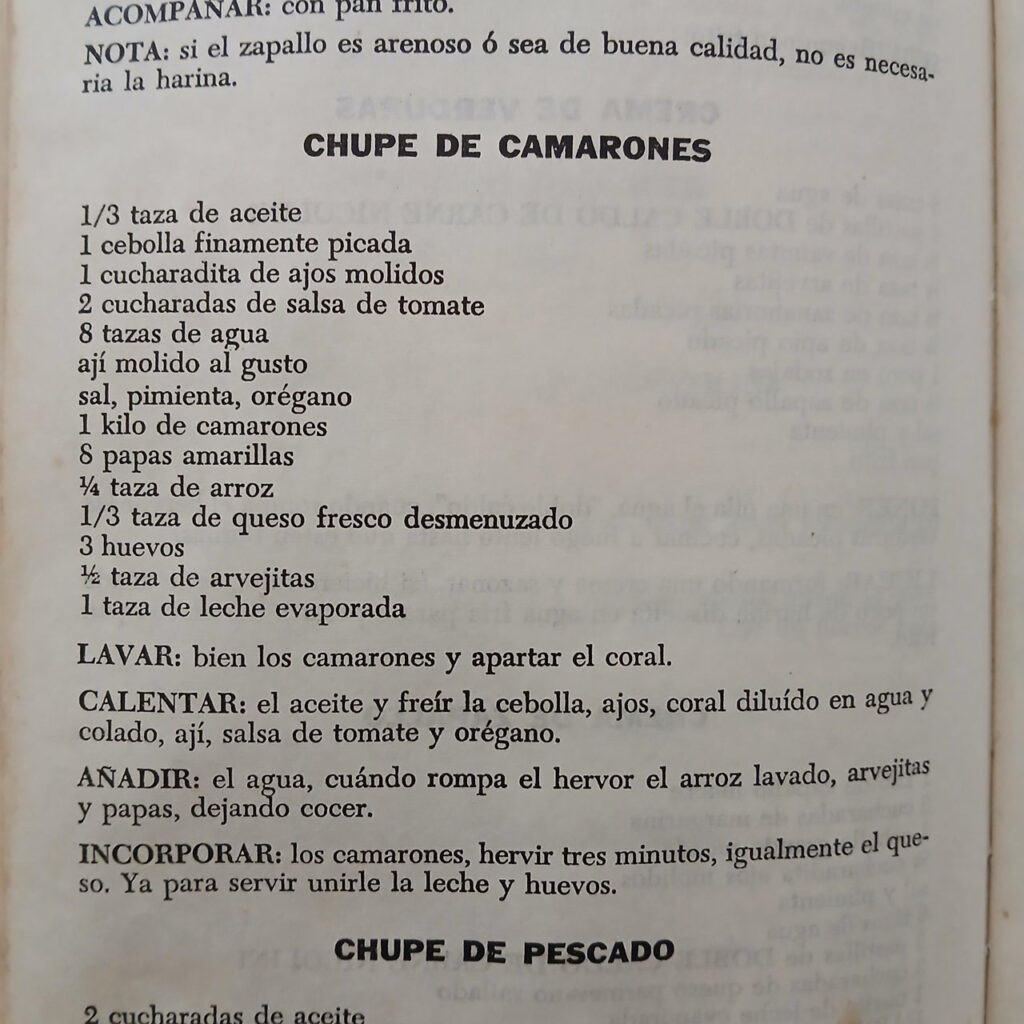 ACOMPAÑAR: con pan frito.
NOTA: si el zapallo es arenoso ó sea de buena calidad, no es necesa-
ria la harina.
CHUPE DE CAMARONES
1/3 taza de aceite
1 cebolla finamente picada
1 cucharadita de ajos molidos
2 cucharadas de salsa de tomate
8 tazas de agua
ají molido al gusto
sal, pimienta, orégano
1 kilo de camarones
8 papas amarillas
¼ taza de arroz
1/3 taza de queso fresco desmenuzado
3 huevos
½ taza de arvejitas
1 taza de leche evaporada
LAVAR: bien los camarones y apartar el coral.
CALENTAR: el aceite y freír la cebolla, ajos, coral diluído en agua y
colado, ají, salsa de tomate y orégano.
AÑADIR: el agua, cuándo rompa el hervor el arroz lavado, arvejitas
y papas, dejando cocer.
INCORPORAR: los camarones, hervir tres minutos, igualmente el que-
so. Ya para servir unirle la leche y huevos.
CHUPE DE PESCADO
2 cucharadas de aceite